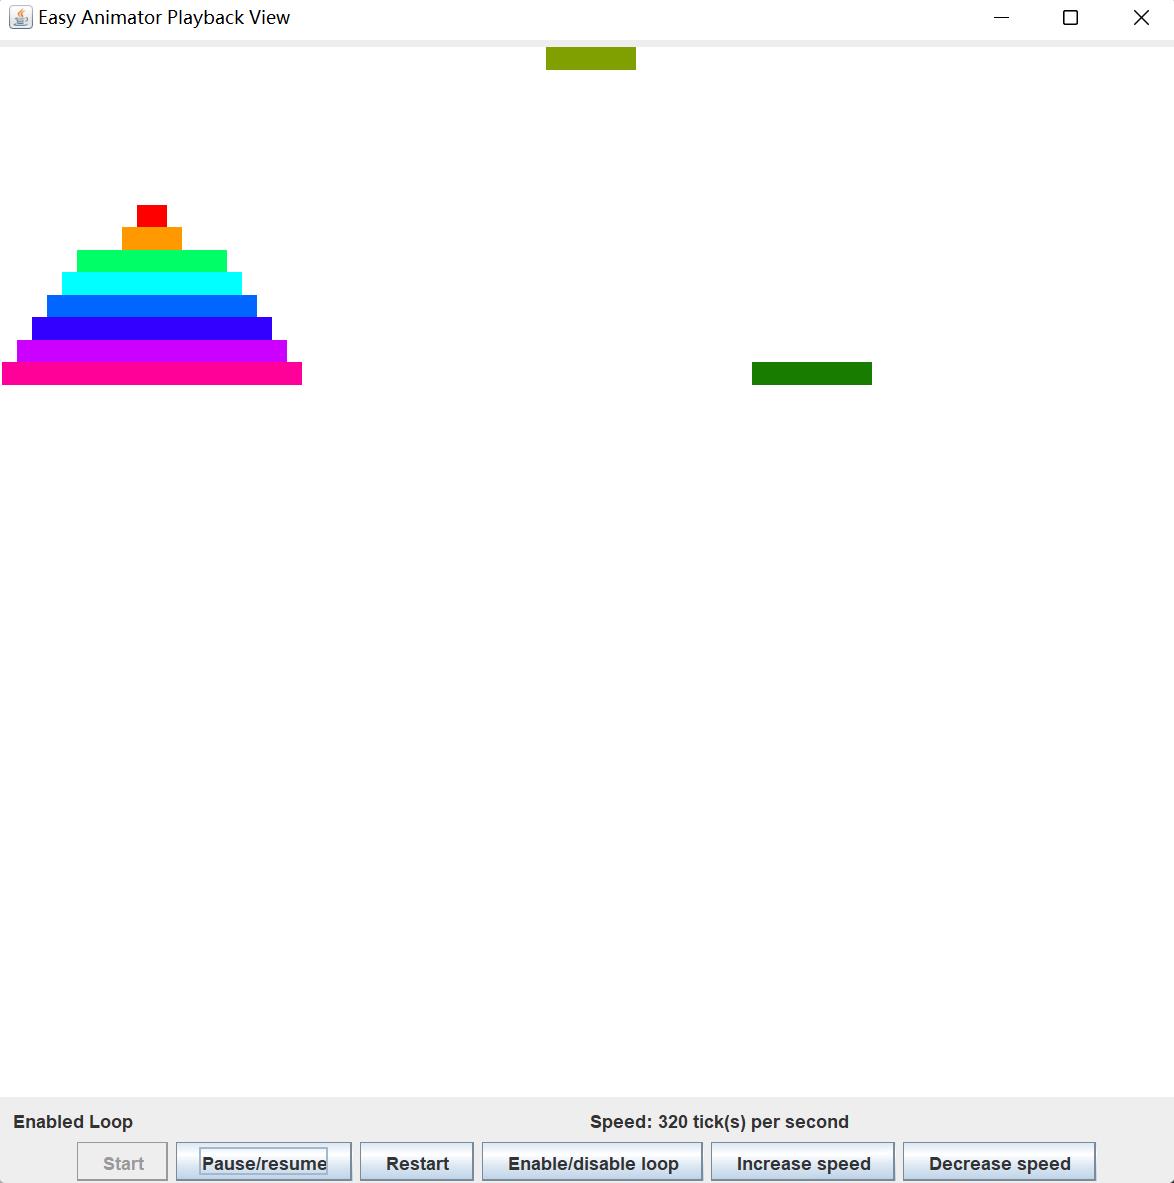 Easy Animator Playback View
Enabled Loop
Speed: 320 tick(s) per second
Start
Pause/resume
Restart
Enable/disable loop
Increase speed
Decrease speed